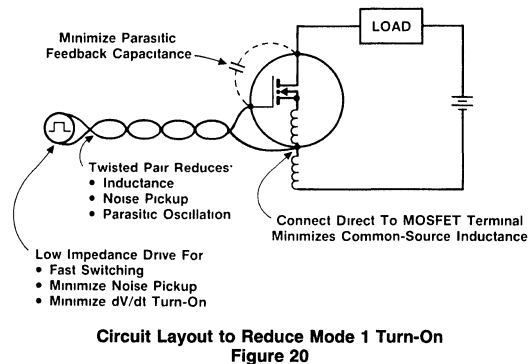 LOAD
Minimize Parasitic
Feedback Capacitance
Twisted Pair Reduces:
• Inductance
• Noise Pickup
• Parasitic Oscillation
Connect Direct To MOSFET Terminal
Minimizes Common-Source Inductance
Low Impedance Drive For
• Fast Switching
• Minimize Noise Pickup
• Minimize dV/dt Turn-On
Circuit Layout to Reduce Mode 1 Turn-On
Figure 20